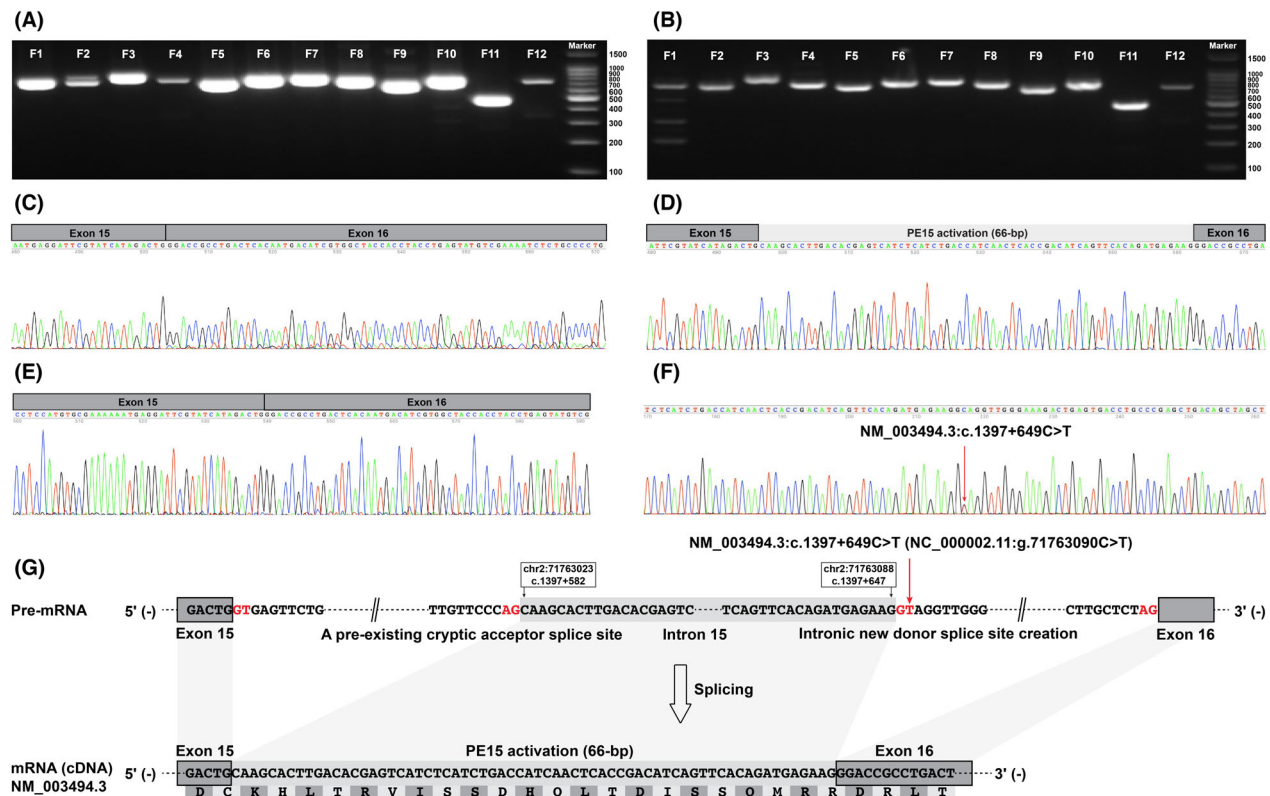 (A)
F1 F2 F3 F4 F5 F6 F7 F8 F9 F10 F11 F12 Marker
1500
1000
900
800
700
600
500
400
300
200
100
(B)
F1 F2 F3 F4 F5 F6 F7 F8 F9 F10 F11 F12 Marker
1500
1000
900
800
700
600
500
400
300
200
100
(C)
Exon 15 Exon 16
AATGAGGATTCGTATCATAGACTGGGACCGCCTGACTCACAATGACATCGTGGCTACCACCTACCTGAGTATGTCGAAAATCTCTGCCCCTG
(D)
Exon 15 PE15 activation (66-bp) Exon 16
ATTCGTATCATAGACTGCAAGCACTTGACACGAGTCATCTCATCTGACCATCAACTCACCGACATCAGTTCACAGATGAGAAGGGACCGCCTGA
(E)
Exon 15 Exon 16
CCTCCATGTGCGAAAAAATGAGGATTCGTATCATAGACTGGGACCGCCTGACTCACAATGACATCGTGGCTACCACCTACCTGAGTATGTCG
(F)
TCTCATCTGACCATCAACTCACCGACATCAGTTCACAGATGAGAAGGCAGGTTGGGAAAGACTGAGTGACCTGCCCGAGCTGACAGCTAGCT
NM_003494.3:c.1397+649C>T
NM_003494.3:c.1397+649C>T (NC_000002.11:g.71763090C>T)
(G)
chr2:71763023
c.1397+582
chr2:71763088
c.1397+647
Pre-mRNA 5' (-) GACTGGTGAGTTCTG TTGTTCCCAGCAAGCACTTGACACGAGTC TCAGTTCACAGATGAGAAGGTAGGTTGGG CTTGCTCTAG 3' (-)
Exon 15 A pre-existing cryptic acceptor splice site Intron 15 Intronic new donor splice site creation Exon 16
Splicing
Exon 15 PE15 activation (66-bp) Exon 16
mRNA (cDNA) 5' (-) GACTGCAAGCACTTGACACGAGTCATCTCATCTGACCATCAACTCACCGACATCAGTTCACAGATGAGAAGGGACCGCCTGACT 3' (-)
NM_003494.3
D C K H L T R V I S S D H Q L T D I S S Q M R R D R L T